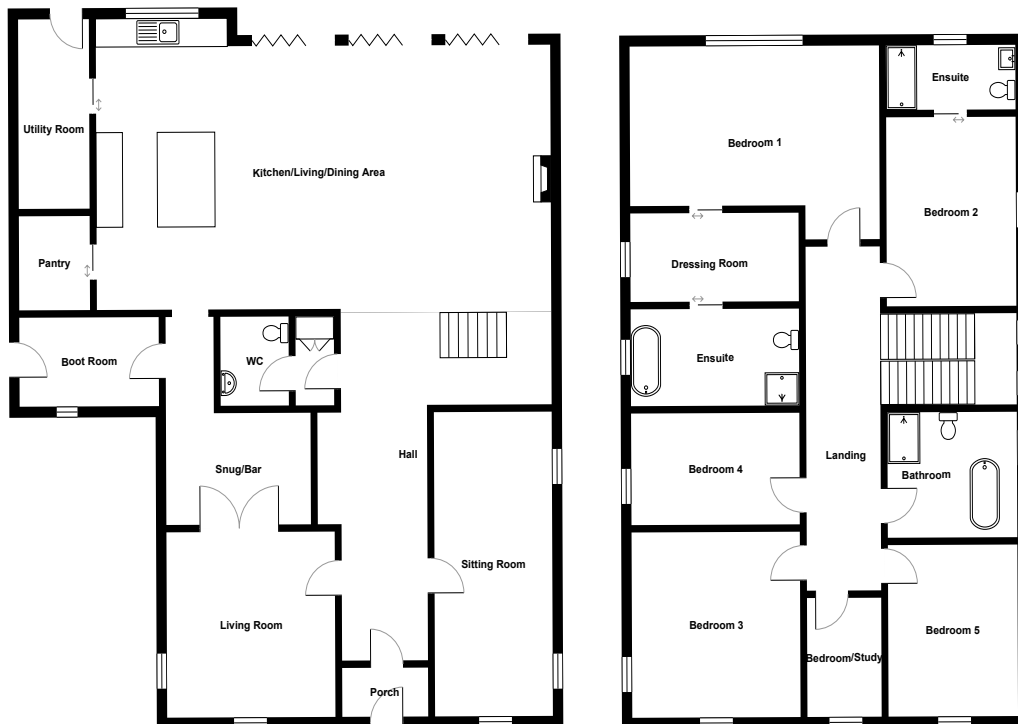 Utility Room
Kitchen/Living/Dining Area
Pantry
Boot Room
WC
Hall
Snug/Bar
Sitting Room
Living Room
Porch
Ensuite
Bedroom 1
Bedroom 2
Dressing Room
Ensuite
Landing
Bedroom 4
Bathroom
Bedroom 3
Bedroom 5
Bedroom/Study